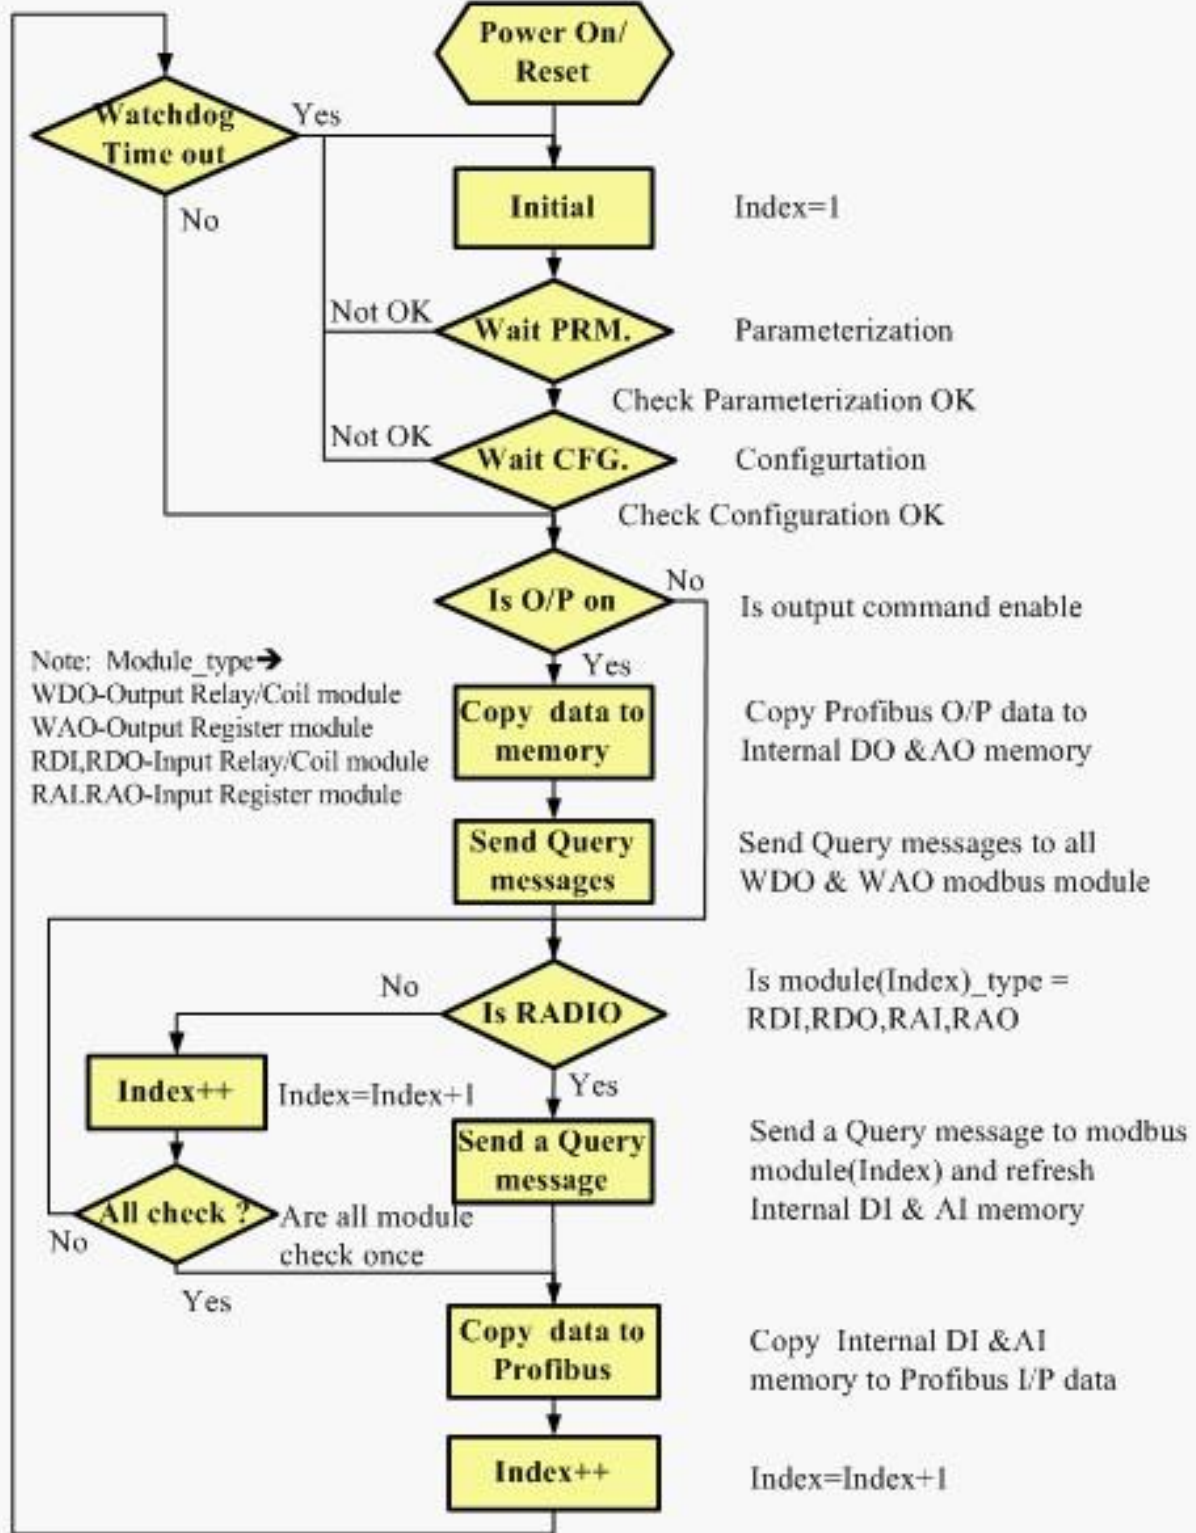 Power On/
Reset
Watchdog
Time out
Yes
No
Initial
Index=1
Not OK
Wait PRM.
Parameterization
Check Parameterization OK
Not OK
Wait CFG.
Configurtation
Check Configuration OK
Is O/P on
No
Is output command enable
Yes
Note: Module_type➔
WDO-Output Relay/Coil module
WAO-Output Register module
RDI,RDO-Input Relay/Coil module
RAI.RAO-Input Register module
Copy data to
memory
Copy Profibus O/P data to
Internal DO &AO memory
Send Query
messages
Send Query messages to all
WDO & WAO modbus module
No
Is RADIO
Is module(Index)_type =
RDI,RDO,RAI,RAO
Yes
Index++
Index=Index+1
Send a Query
message
Send a Query message to modbus
module(Index) and refresh
Internal DI & AI memory
All check ?
Are all module
check once
No
Yes
Copy data to
Profibus
Copy Internal DI &AI
memory to Profibus I/P data
Index++
Index=Index+1